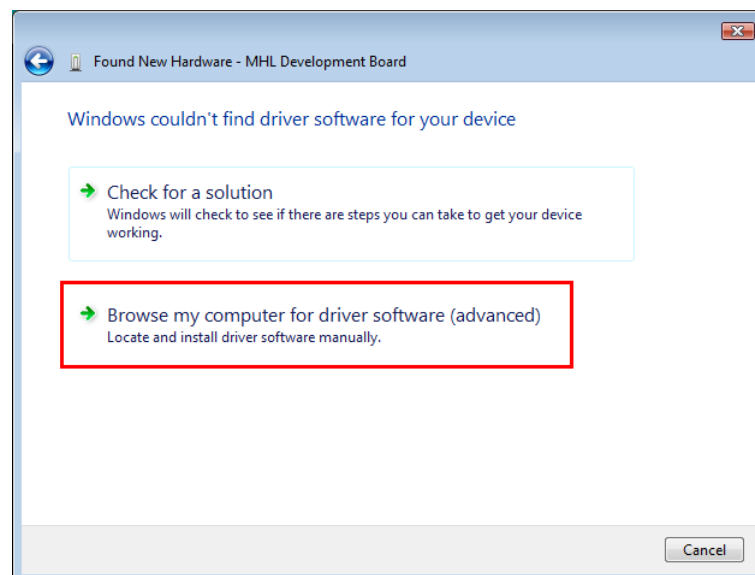 Found New Hardware - MHL Development Board
Windows couldn't find driver software for your device
Check for a solution
Windows will check to see if there are steps you can take to get your device
working.
Browse my computer for driver software (advanced)
Locate and install driver software manually.
Cancel